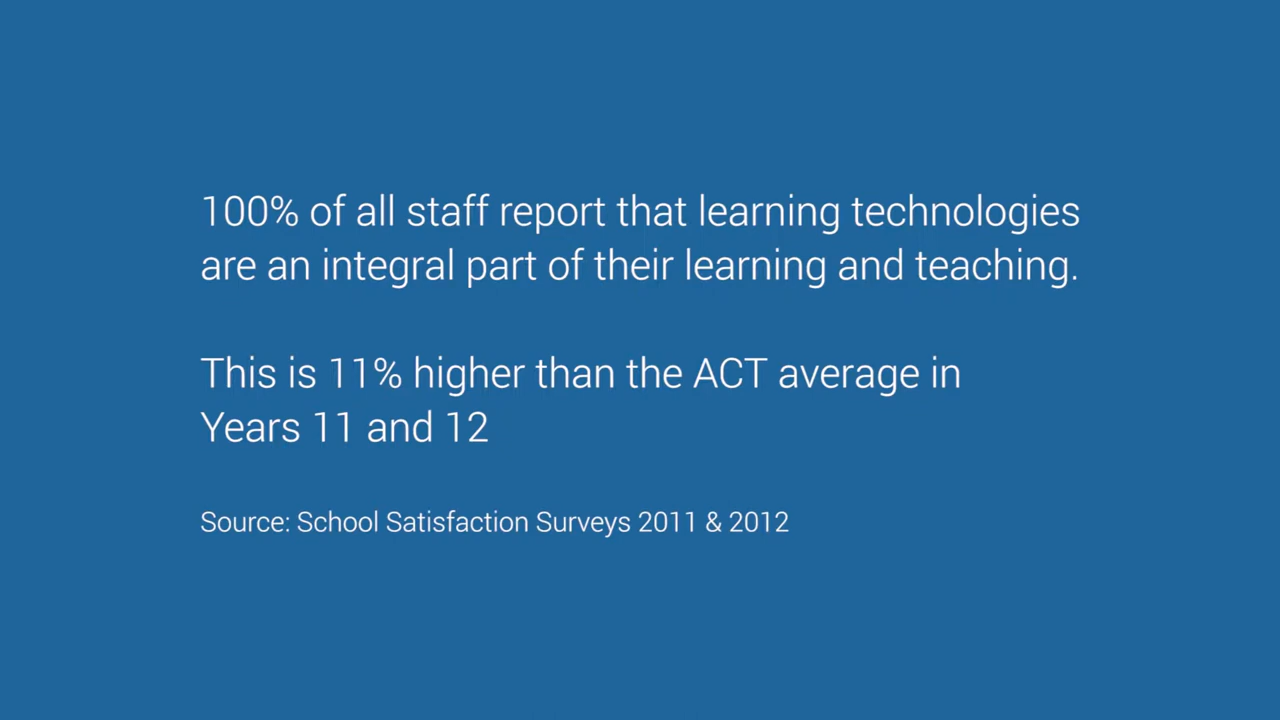 100% of all staff report that learning technologies
are an integral part of their learning and teaching.
This is 11% higher than the ACT average in
Years 11 and 12
Source: School Satisfaction Surveys 2011 & 2012